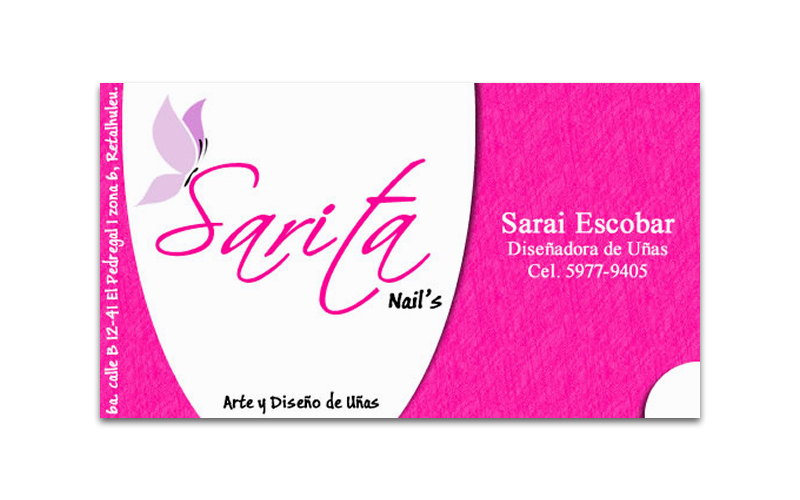 6a. calle B 12-41 El Pedregal 1 zona 6, Retalhuleu.
Sarita
Nail's
Arte y Diseño de Uñas
Sarai Escobar
Diseñadora de Uñas
Cel. 5977-9405